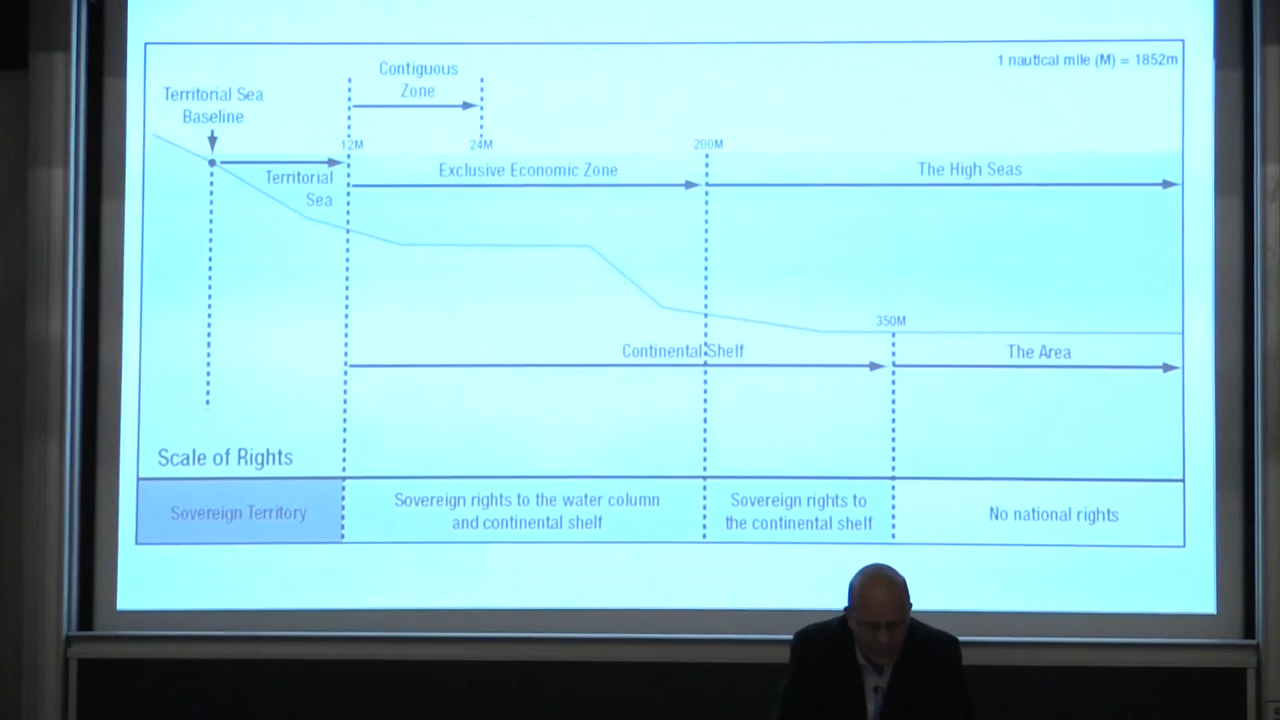 1 nautical mile (M) = 1852m
Contiguous
Zone
Territorial Sea
Baseline
12M
24M
200M
Territorial
Sea
Exclusive Economic Zone
The High Seas
350M
Continental Shelf
The Area
Scale of Rights
Sovereign Territory
Sovereign rights to the water column
and continental shelf
Sovereign rights to
the continental shelf
No national rights